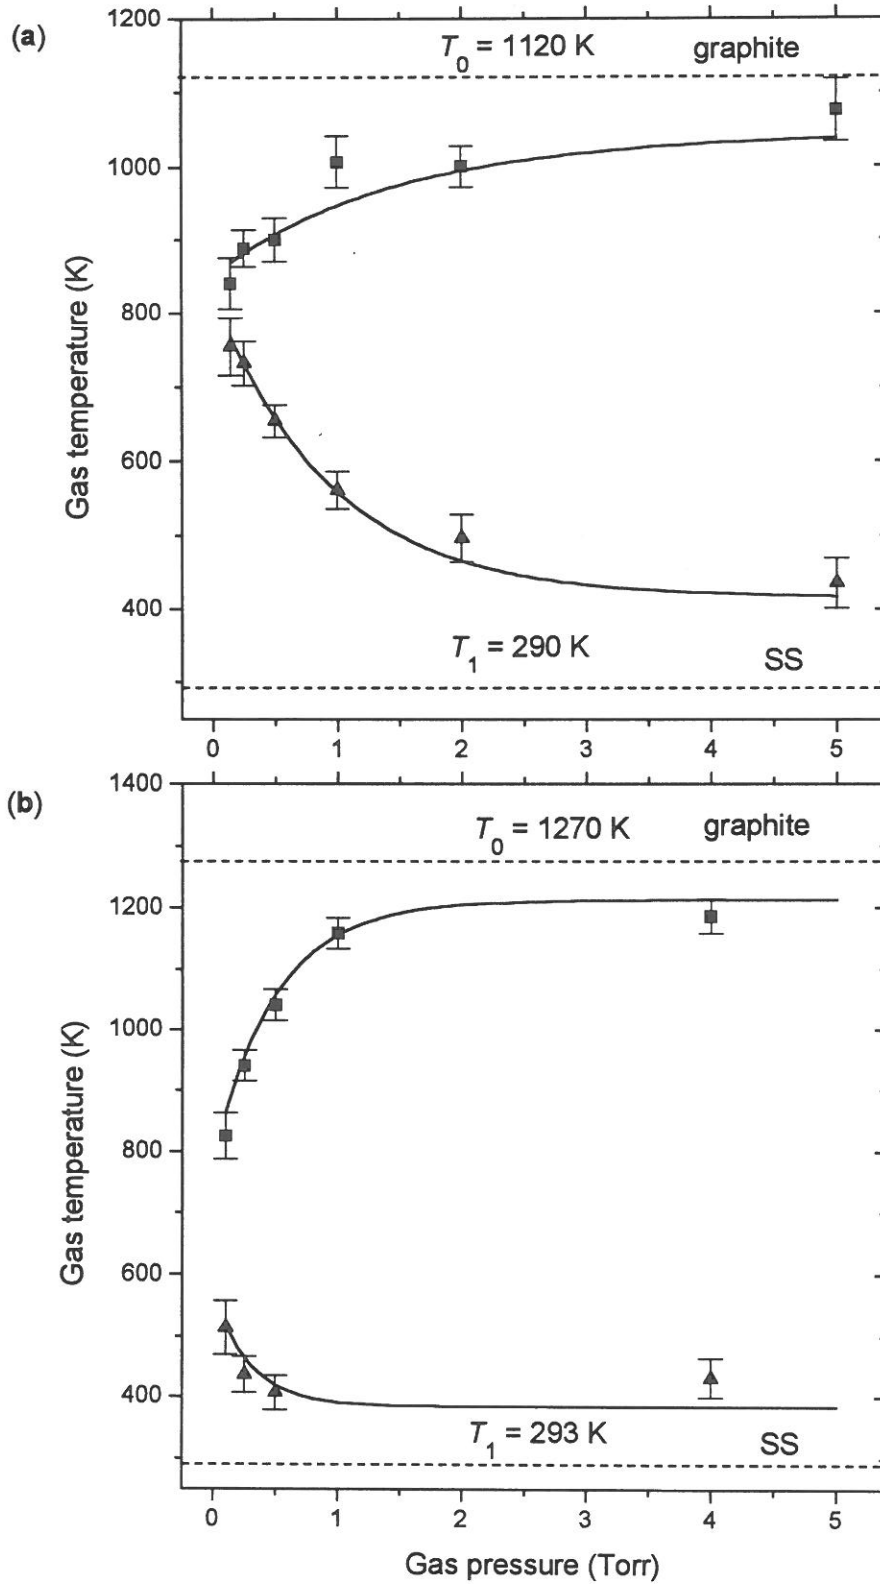 (a)
T0 = 1120 K graphite
1200
1000
800
600
400
Gas temperature (K)
T1 = 290 K SS
0 1 2 3 4 5
(b)
1400
T0 = 1270 K graphite
1200
1000
800
600
400
Gas temperature (K)
T1 = 293 K SS
0 1 2 3 4 5
Gas pressure (Torr)